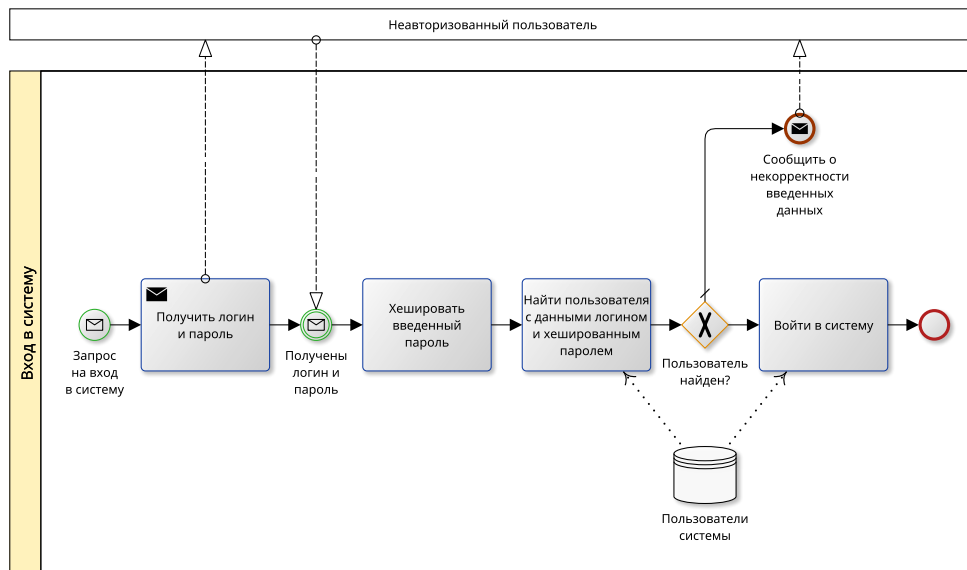 Неавторизованный пользователь
Вход в систему
Сообщить о
некорректности
введенных
данных
Запрос
на вход
в систему
Получить логин
и пароль
Получены
логин и
пароль
Хешировать
введенный
пароль
Найти пользователя
с данными логином
и хешированным
паролем
Пользователь
найден?
Войти в систему
Пользователи
системы